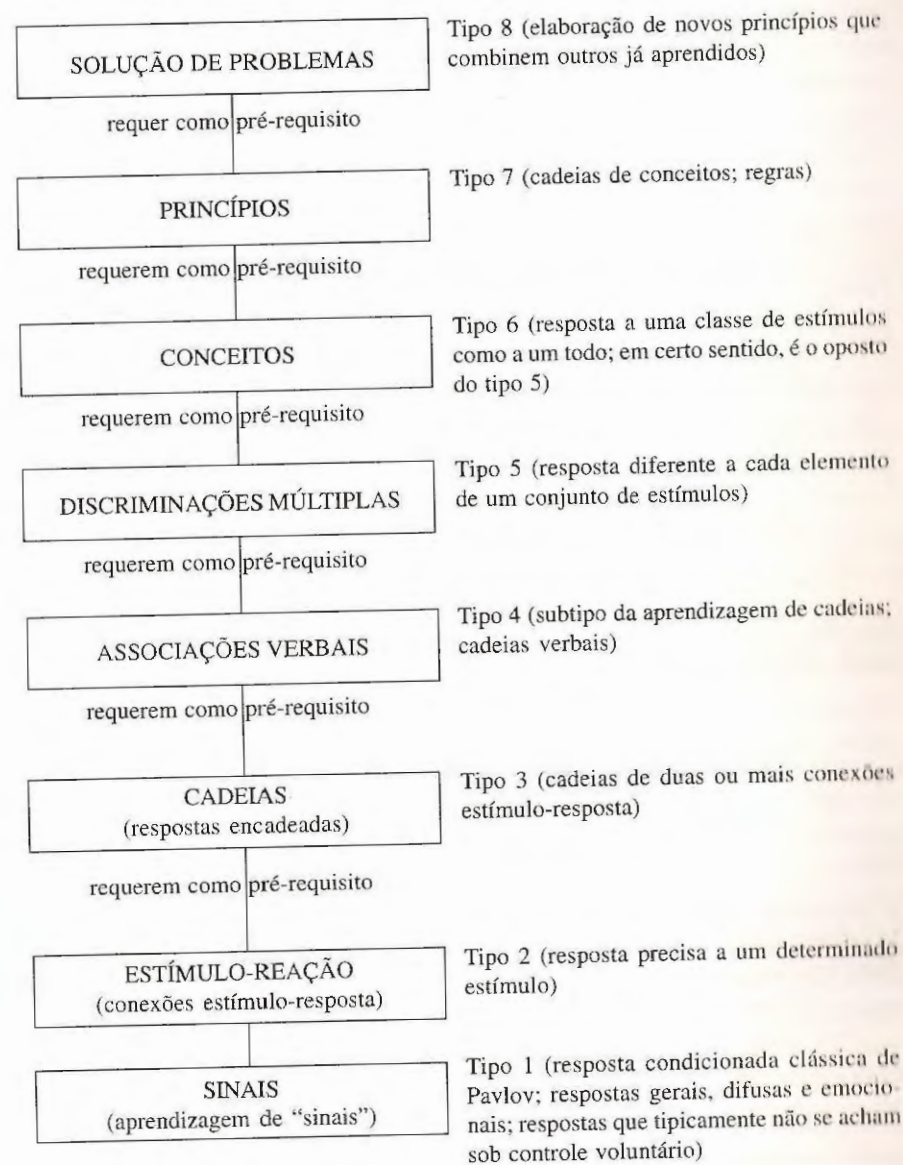 Tipo 8 (elaboração de novos princípios que
combinem outros já aprendidos)
SOLUÇÃO DE PROBLEMAS
requer como pré-requisito
Tipo 7 (cadeias de conceitos; regras)
PRINCÍPIOS
requerem como pré-requisito
Tipo 6 (resposta a uma classe de estímulos
como a um todo; em certo sentido, é o oposto
do tipo 5)
CONCEITOS
requerem como pré-requisito
Tipo 5 (resposta diferente a cada elemento
de um conjunto de estímulos)
DISCRIMINAÇÕES MÚLTIPLAS
requerem como pré-requisito
Tipo 4 (subtipo da aprendizagem de cadeias;
cadeias verbais)
ASSOCIAÇÕES VERBAIS
requerem como pré-requisito
Tipo 3 (cadeias de duas ou mais conexões
estímulo-resposta)
CADEIAS
(respostas encadeadas)
requerem como pré-requisito
Tipo 2 (resposta precisa a um determinado
estímulo)
ESTÍMULO-REAÇÃO
(conexões estímulo-resposta)
Tipo 1 (resposta condicionada clássica de
Pavlov; respostas gerais, difusas e emocio-
nais; respostas que tipicamente não se acham
sob controle voluntário)
SINAIS
(aprendizagem de “sinais”)